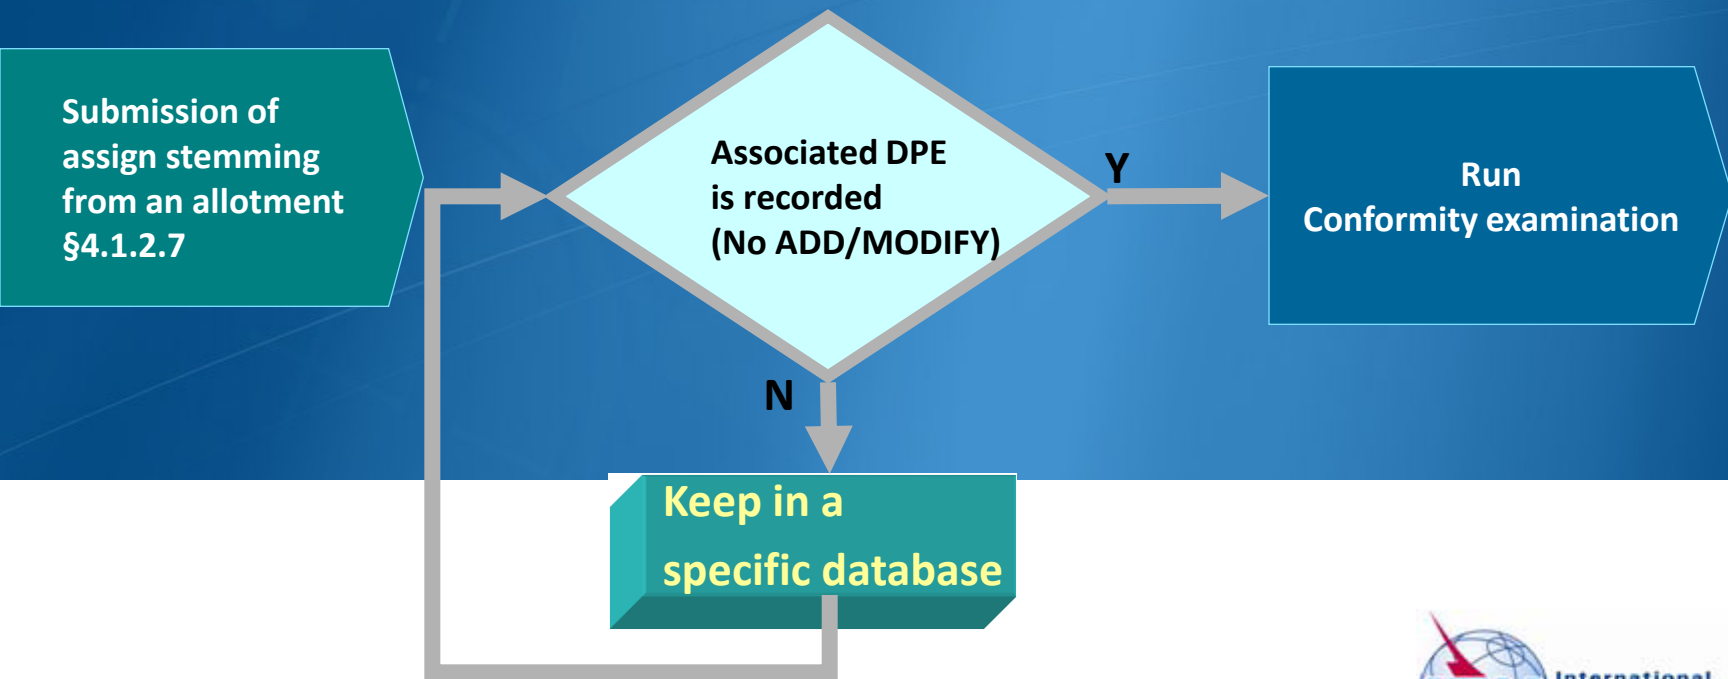 Submission of
assign stemming
from an allotment
§4.1.2.7
Associated DPE
is recorded
(No ADD/MODIFY)
Y
Run
Conformity examination
N
Keep in a
specific database
International